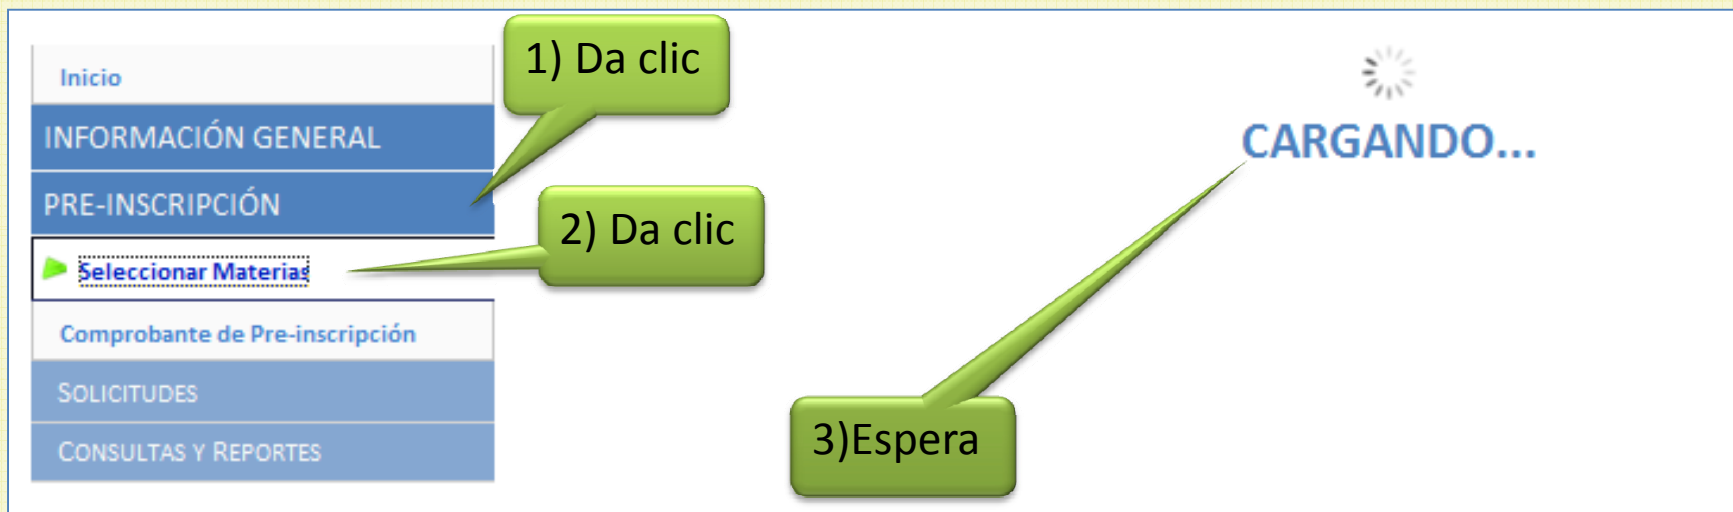 Inicio
INFORMACIÓN GENERAL
PRE-INSCRIPCIÓN
Seleccionar Materias
Comprobante de Pre-inscripción
SOLICITUDES
CONSULTAS Y REPORTES
1) Da clic
2) Da clic
CARGANDO...
3)Espera